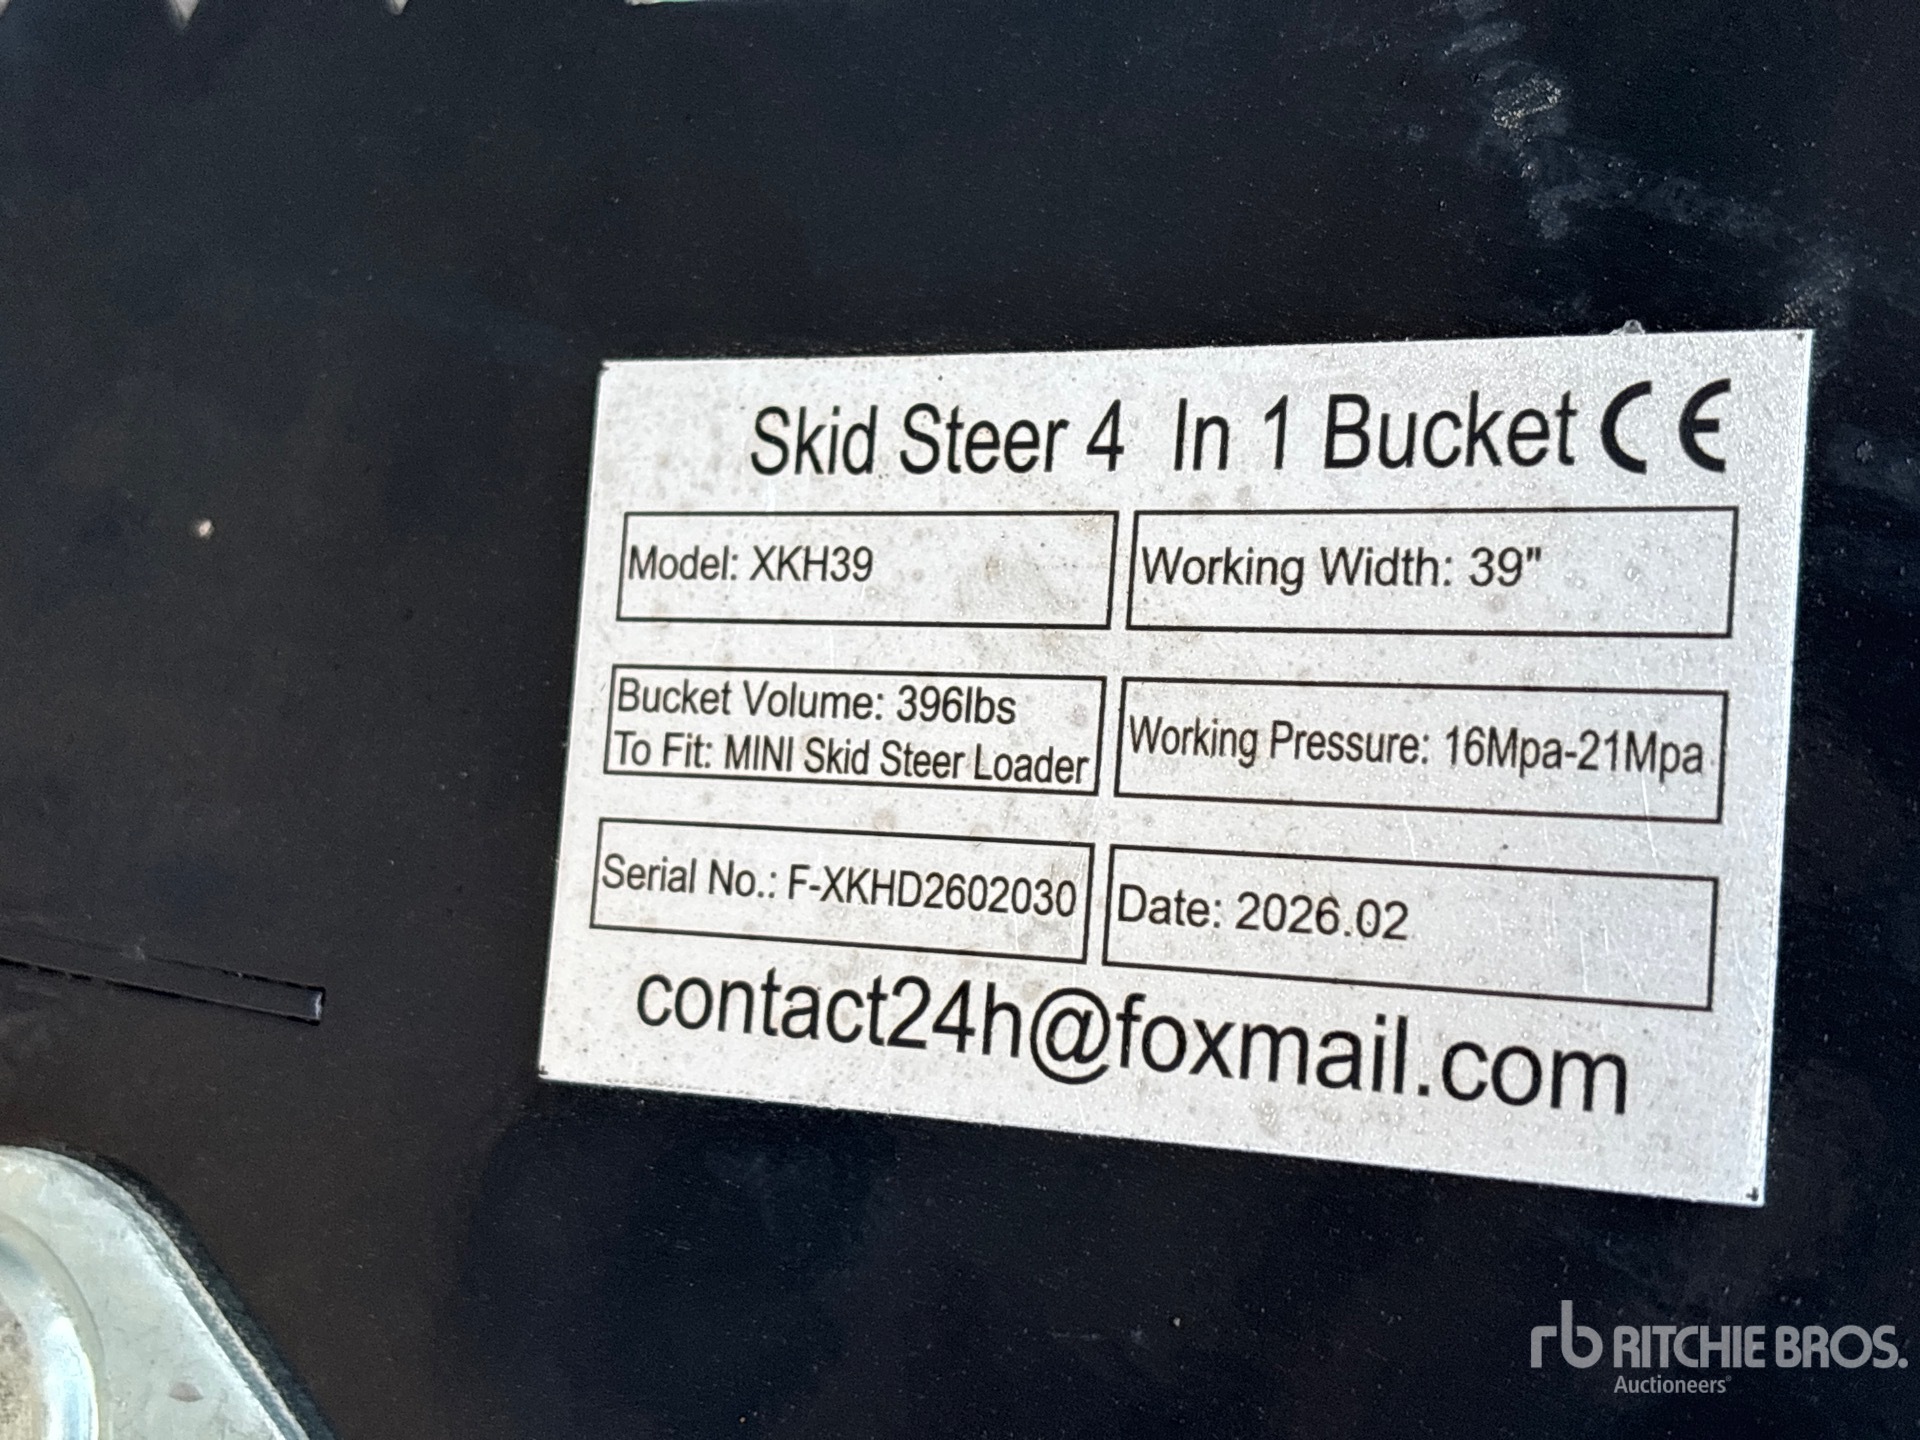 Skid Steer 4 In 1 Bucket CE
Model: XKH39
Working Width: 39"
Bucket Volume: 396lbs
To Fit: MINI Skid Steer Loader
Working Pressure: 16Mpa-21Mpa
Serial No.: F-XKHD2602030
Date: 2026.02
contact24h@foxmail.com
rb RITCHIE BROS.
Auctioneers